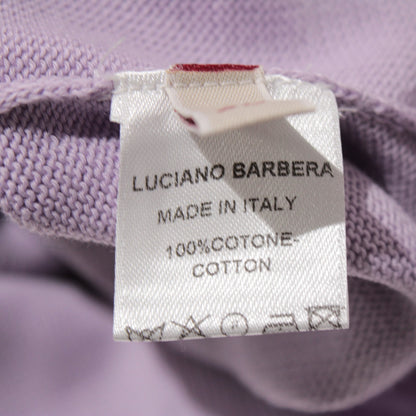 LUCIANO BARBERA
MADE IN ITALY
100%COTONE-
COTTON